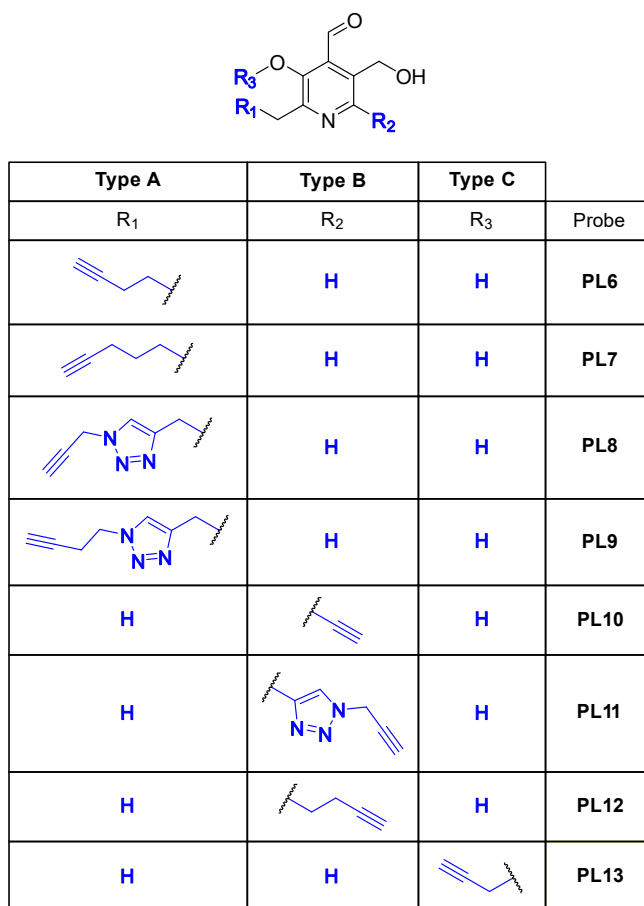 O
O
R₃
OH
R₁
N
R₂
Type A Type B Type C
R₁ R₂ R₃ Probe
H H PL6
H H PL7
N
N N
H H PL8
N
N N
H H PL9
H H PL10
H N
N N
H PL11
H H PL12
H H PL13